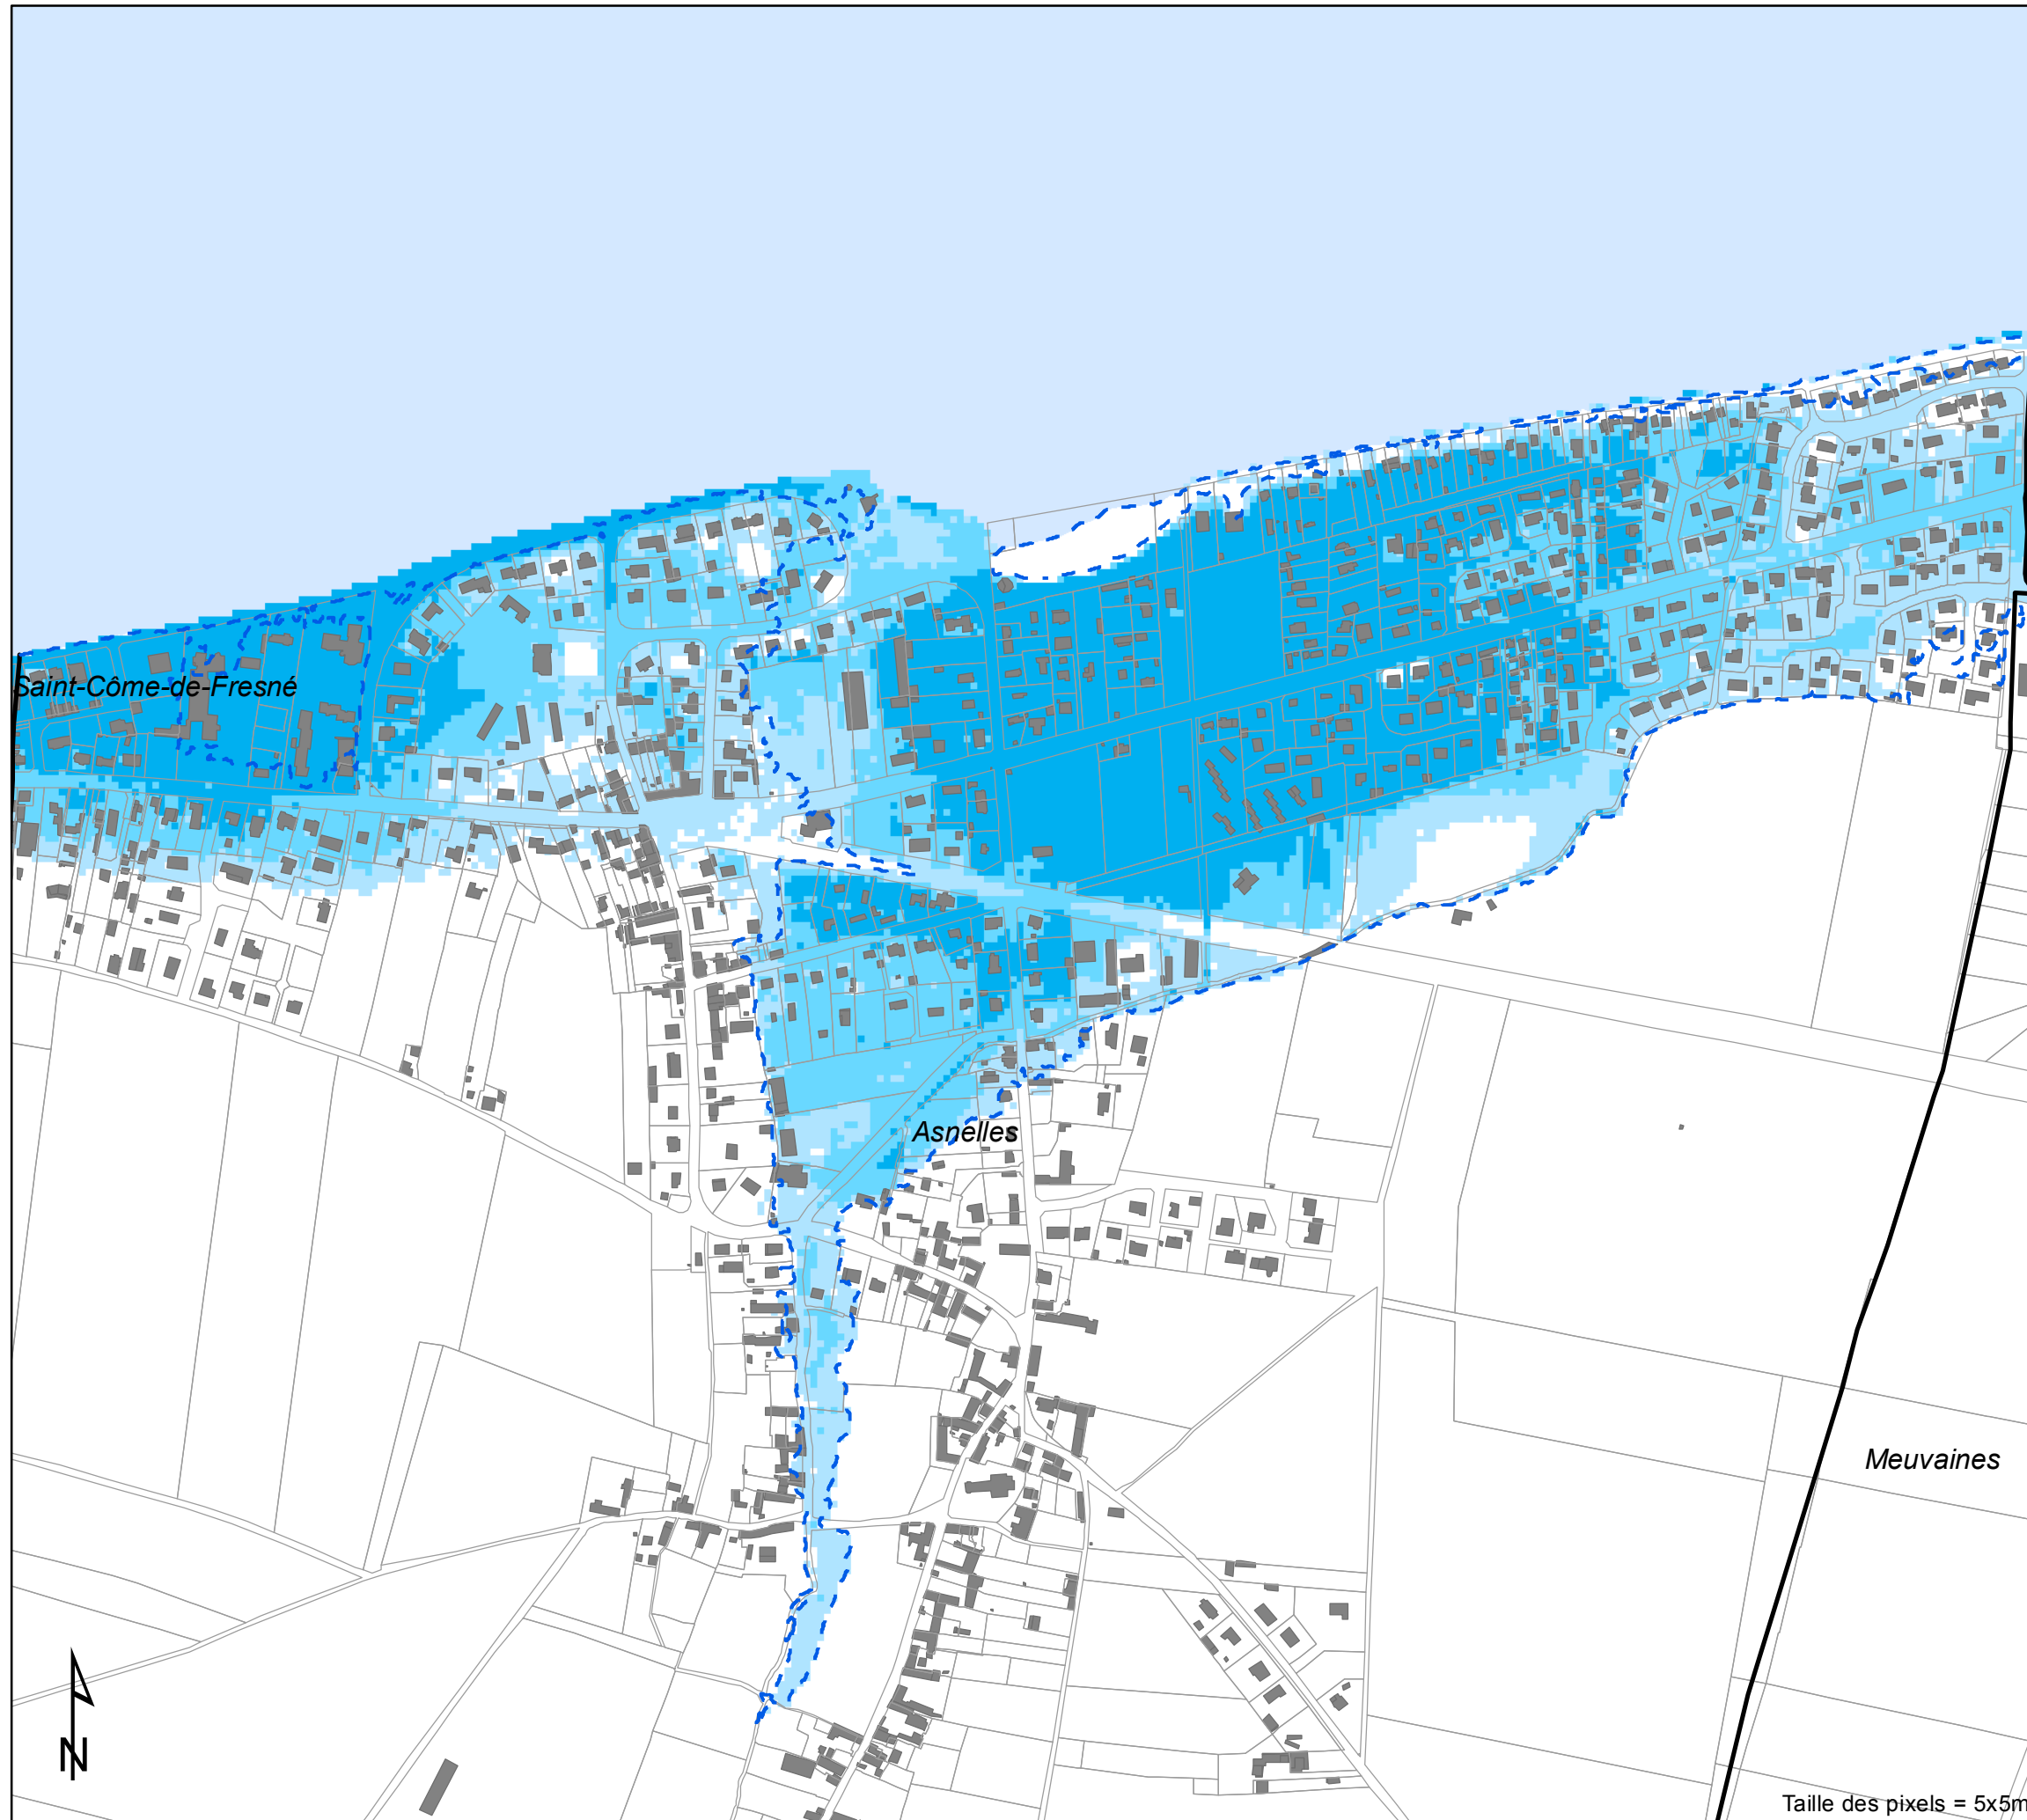 Saint-Côme-de-Fresné
Asnelles
Meuvaines
N
Taille des pixels = 5x5m